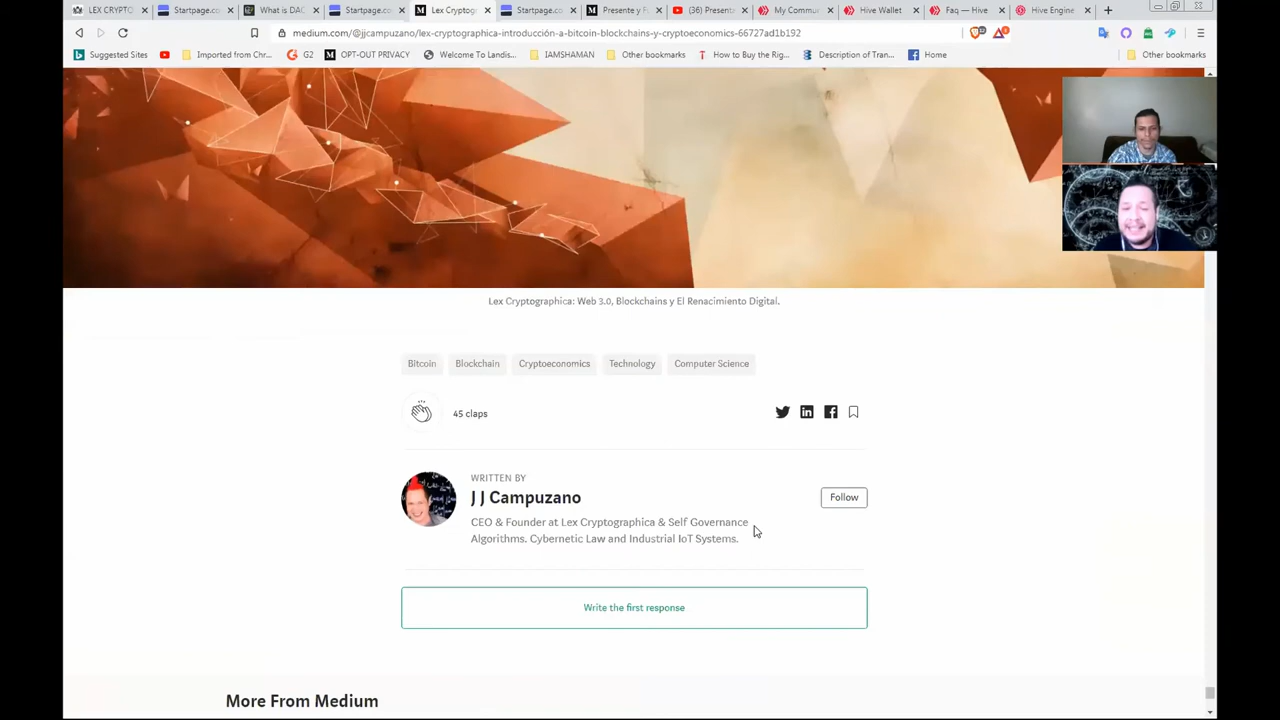 LEX CRYPTO
Startpage.co
What is DAC
Startpage.co
Lex Cryptog
Startpage.co
Presente y F
(36) Presenta
My Commu
Hive Wallet
Faq — Hive
Hive Engine
medium.com/@jjcampuzano/lex-cryptographica-introducción-a-bitcoin-blockchains-y-cryptoeconomics-66727ad1b192
Suggested Sites
Imported from Chr...
G2
OPT-OUT PRIVACY
Welcome To Landis...
IAMSHAMAN
Other bookmarks
How to Buy the Rig...
Description of Tran...
Home
Other bookmarks
Lex Cryptographica: Web 3.0, Blockchains y El Renacimiento Digital.
Bitcoin
Blockchain
Cryptoeconomics
Technology
Computer Science
45 claps
WRITTEN BY
J J Campuzano
Follow
CEO & Founder at Lex Cryptographica & Self Governance
Algorithms. Cybernetic Law and Industrial IoT Systems.
Write the first response
More From Medium